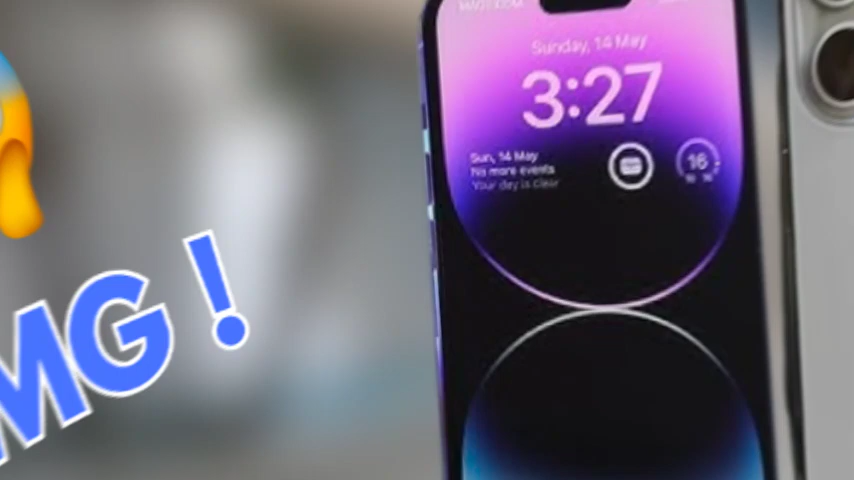 Sunday, 14 May
3:27
Sun, 14 May
No more events
Your day is clear
16
MG!